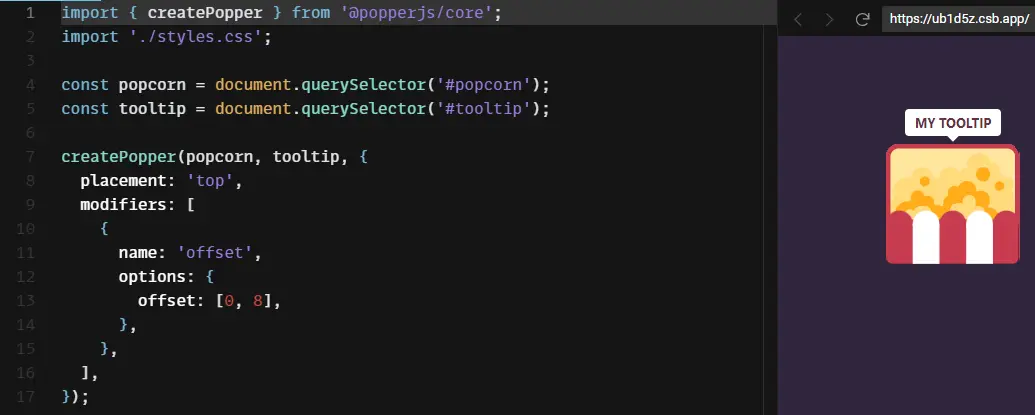 1 import { createPopper } from '@popperjs/core';
2 import './styles.css';
3
4 const popcorn = document.querySelector('#popcorn');
5 const tooltip = document.querySelector('#tooltip');
6
7 createPopper(popcorn, tooltip, {
8   placement: 'top',
9   modifiers: [
10     {
11       name: 'offset',
12       options: {
13         offset: [0, 8],
14       },
15     },
16   ],
17 });
https://ub1d5z.csb.app/
MY TOOLTIP